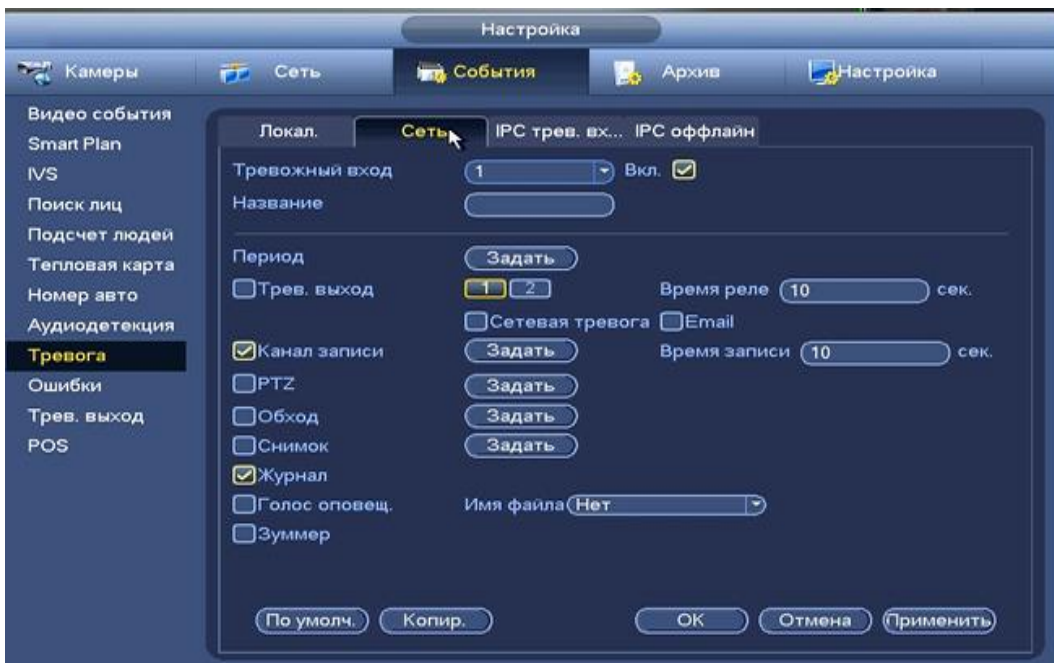 Настройка
Камеры Сеть События Архив Настройка
Видео события
Smart Plan
IVS
Поиск лиц
Подсчет людей
Тепловая карта
Номер авто
Аудиодетекция
Тревога
Ошибки
Трев. выход
POS
Локал. Сеть IPC трев. вх... IPC оффлайн
Тревожный вход 1 Вкл.
Название
Период Задать
Трев. выход 1 2 Время реле 10 сек.
Сетевая тревога Email
Канал записи Задать Время записи 10 сек.
PTZ Задать
Обход Задать
Снимок Задать
Журнал
Голос оповещ. Имя файла Нет
Зуммер
По умолч. Копир. OK Отмена Применить